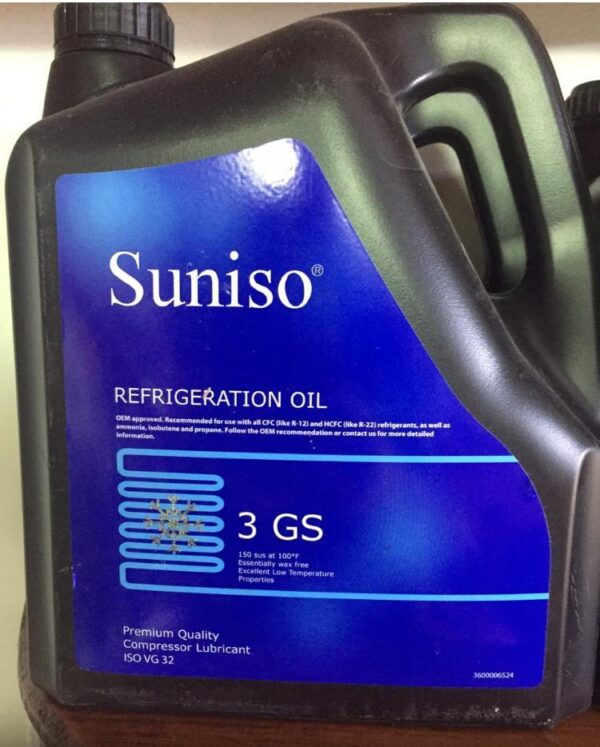 Suniso®
REFRIGERATION OIL
OEM approved. Recommended for use with all CFC (like R-12) and HCFC (like R-22) refrigerants, as well as
ammonia, isobutene and propane. Follow the OEM recommendation or contact us for more detailed
information.
3 GS
150 sus at 100°F
Essentially wax free
Excellent Low Temperature
Properties
Premium Quality
Compressor Lubricant
ISO VG 32
3600006524